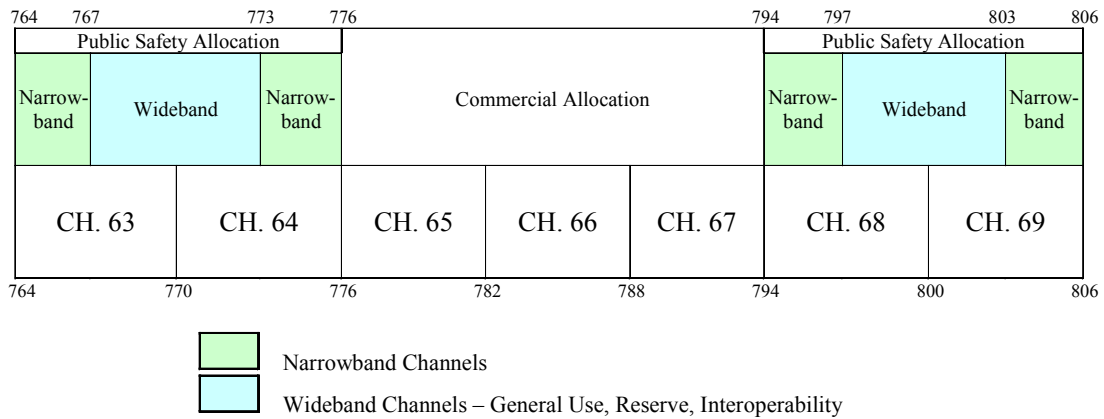 764 767 773 776 794 797 803 806
Public Safety Allocation Public Safety Allocation
Narrow-
band
Wideband
Narrow-
band
Commercial Allocation
Narrow-
band
Wideband
Narrow-
band
CH. 63 CH. 64 CH. 65 CH. 66 CH. 67 CH. 68 CH. 69
764 770 776 782 788 794 800 806
Narrowband Channels
Wideband Channels – General Use, Reserve, Interoperability